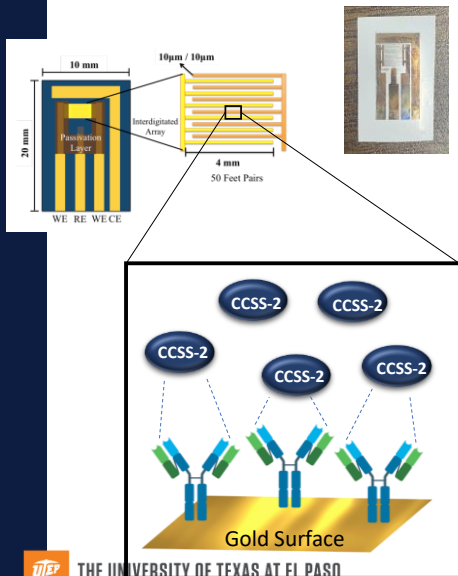 10 mm
20 mm
Passivation
Layer
WE RE WE CE
10µm / 10µm
Interdigitated
Array
4 mm
50 Feet Pairs
CCSS-2
CCSS-2
CCSS-2
CCSS-2
CCSS-2
Gold Surface
UTEP
THE UNIVERSITY OF TEXAS AT EL PASO